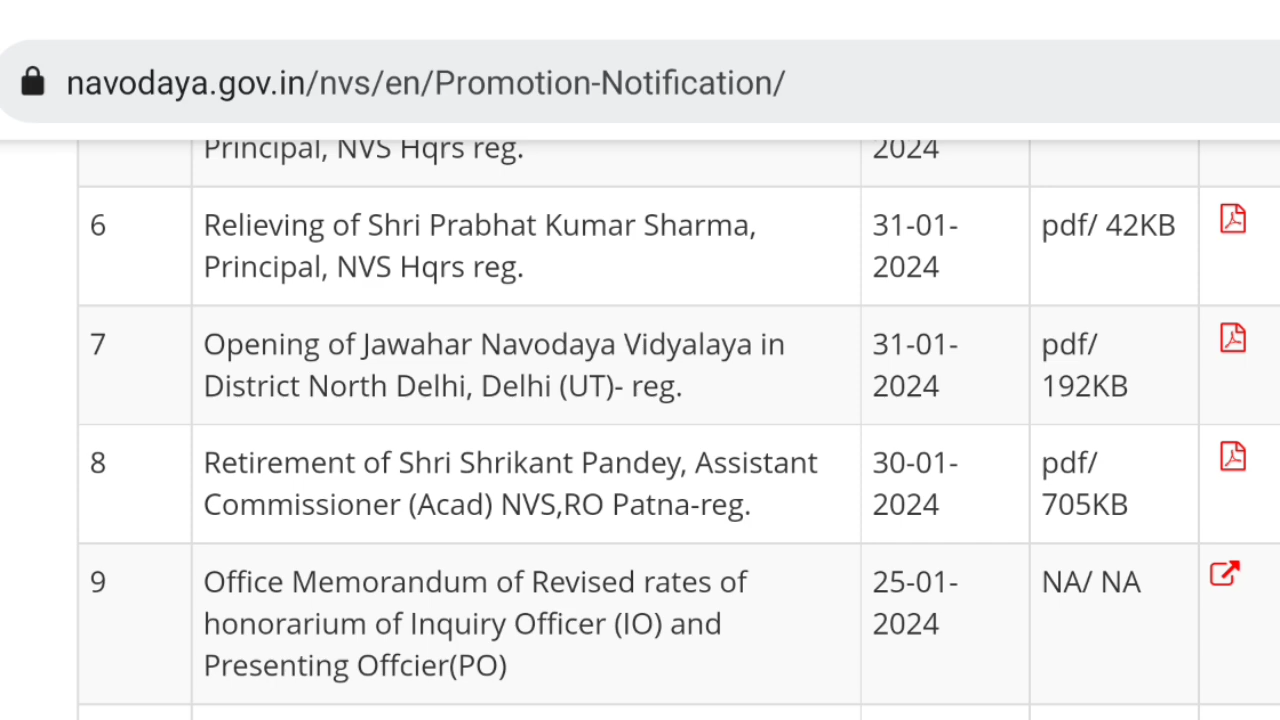 navodaya.gov.in/nvs/en/Promotion-Notification/
Principal, NVS Hqrs reg.
2024
6
Relieving of Shri Prabhat Kumar Sharma,
Principal, NVS Hqrs reg.
31-01-
2024
pdf/ 42KB
7
Opening of Jawahar Navodaya Vidyalaya in
District North Delhi, Delhi (UT)- reg.
31-01-
2024
pdf/
192KB
8
Retirement of Shri Shrikant Pandey, Assistant
Commissioner (Acad) NVS,RO Patna-reg.
30-01-
2024
pdf/
705KB
9
Office Memorandum of Revised rates of
honorarium of Inquiry Officer (IO) and
Presenting Offcier(PO)
25-01-
2024
NA/ NA